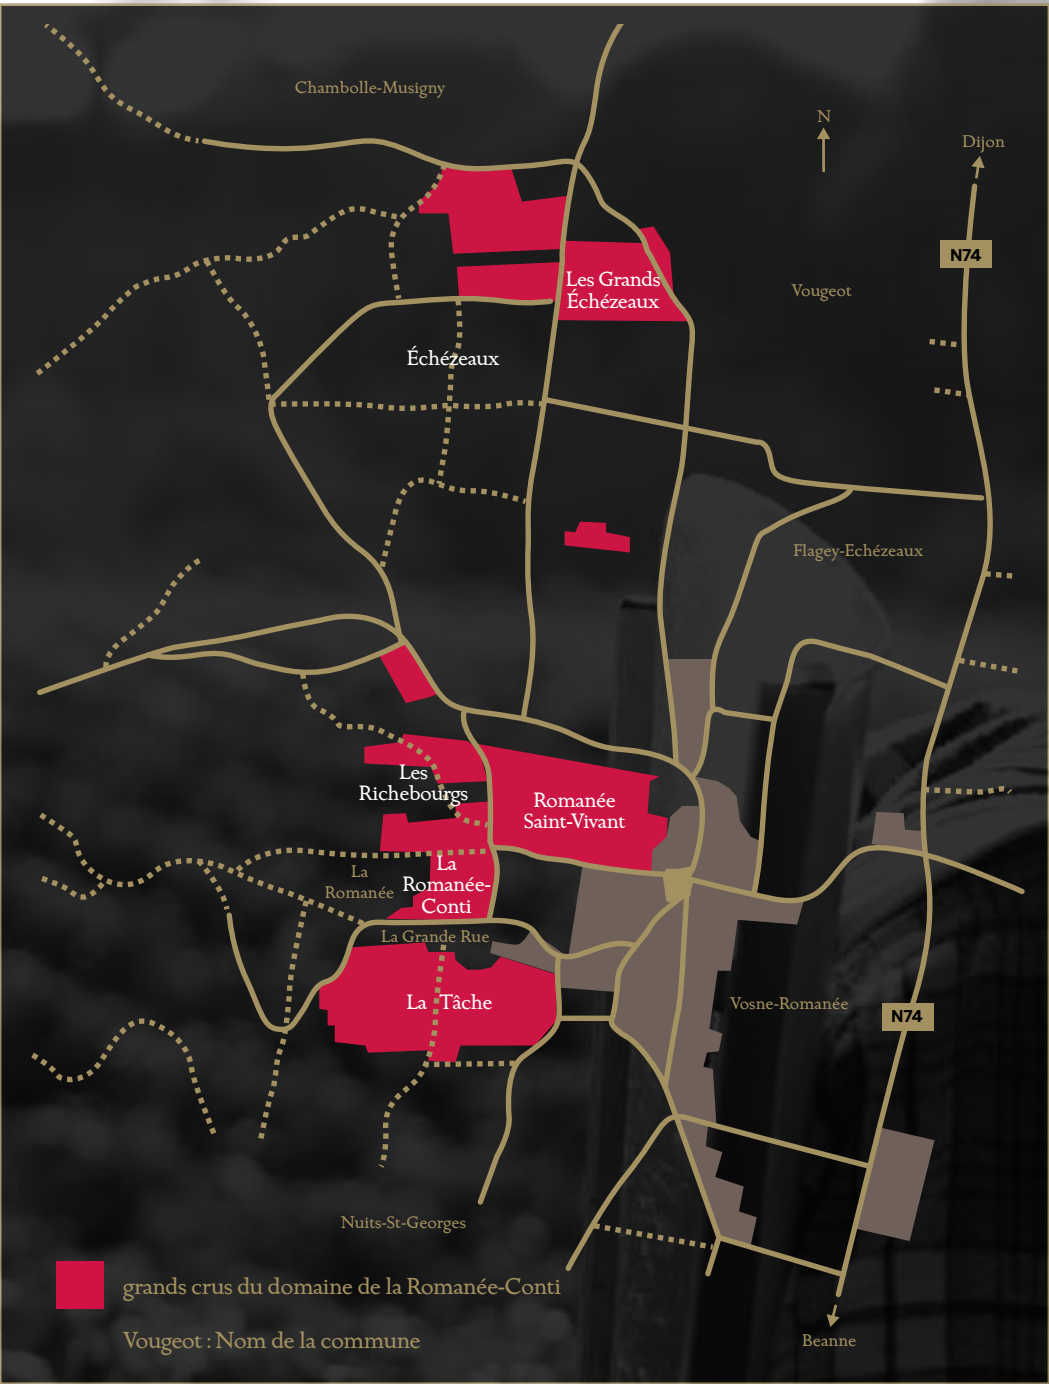 Chambolle-Musigny
N
Dijon
N74
Les Grands
Échézeaux
Vougeot
Échézeaux
Flagey-Echézeaux
Les
Richebourgs
Romanée
Saint-Vivant
La
Romanée
La
Romanée-
Conti
La Grande Rue
La Tâche
Vosne-Romanée
N74
Nuits-St-Georges
grands crus du domaine de la Romanée-Conti
Vougeot : Nom de la commune
Beanne